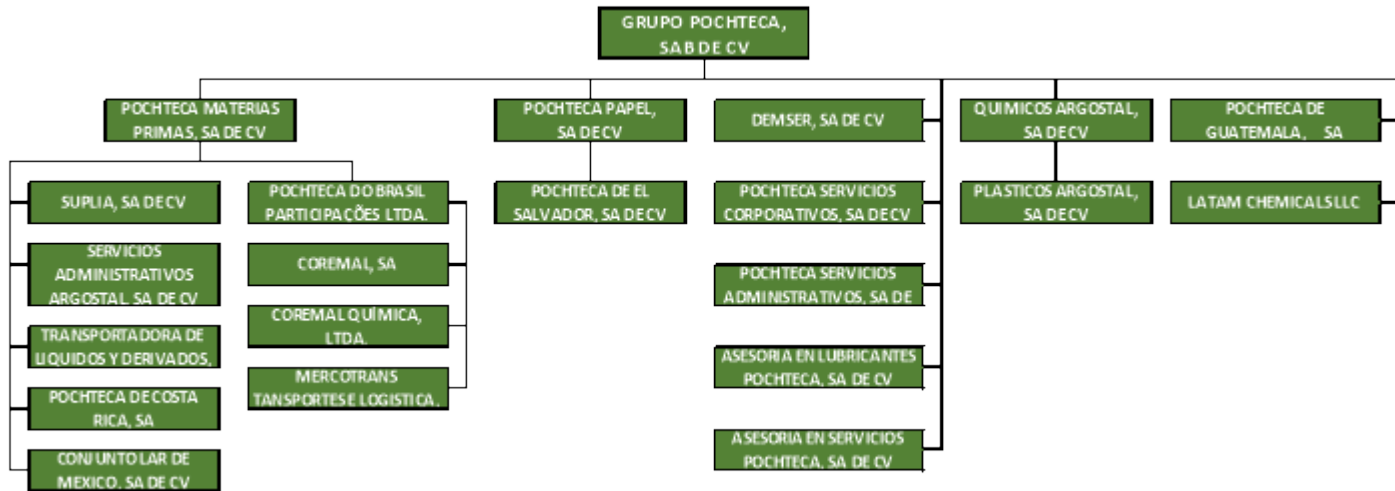 GRUPO POCHTECA,
SAB DE CV
POCHTECA MATERIAS
PRIMAS, SA DE CV
POCHTECA PAPEL,
SA DE CV
DEMSER, SA DE CV
QUIMICOS ARGOSTAL,
SA DE CV
POCHTECA DE
GUATEMALA, SA
SUPLIA, SA DE CV
POCHTECA DO BRASIL
PARTICIPAÇÕES LTDA.
POCHTECA DE EL
SALVADOR, SA DE CV
POCHTECA SERVICIOS
CORPORATIVOS, SA DE CV
PLASTICOS ARGOSTAL,
SA DE CV
LATAM CHEMICALS LLC
SERVICIOS
ADMINISTRATIVOS
ARGOSTAL, SA DE CV
COREMAL, SA
POCHTECA SERVICIOS
ADMINISTRATIVOS, SA DE
TRANSPORTADORA DE
LIQUIDOS Y DERIVADOS,
COREMAL QUÍMICA,
LTDA.
ASESORIA EN LUBRICANTES
POCHTECA, SA DE CV
POCHTECA DE COSTA
RICA, SA
MERCOTRANS
TANSPORTES E LOGISTICA.
ASESORIA EN SERVICIOS
POCHTECA, SA DE CV
CONJUNTO LAR DE
MEXICO, SA DE CV